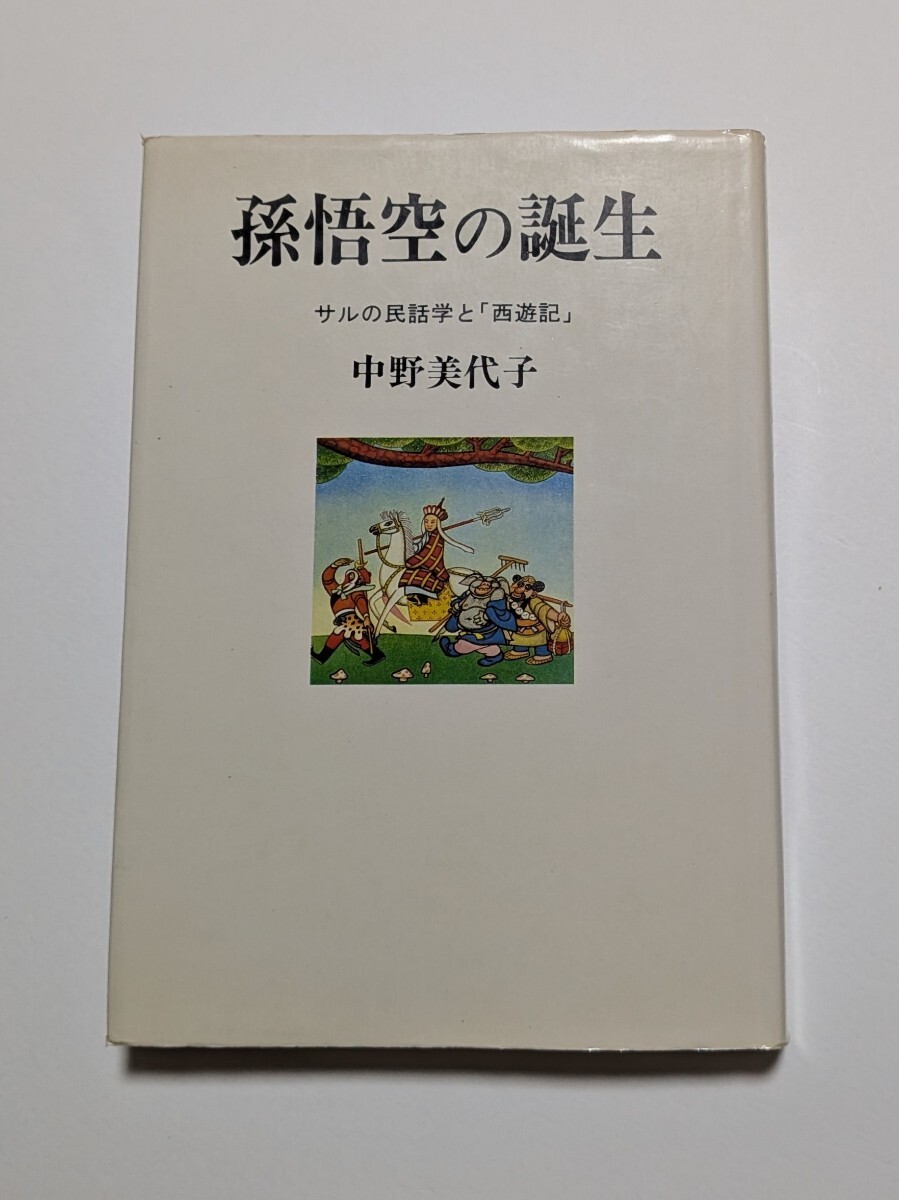 孫悟空の誕生
サルの民話学と「西遊記」
中野美代子